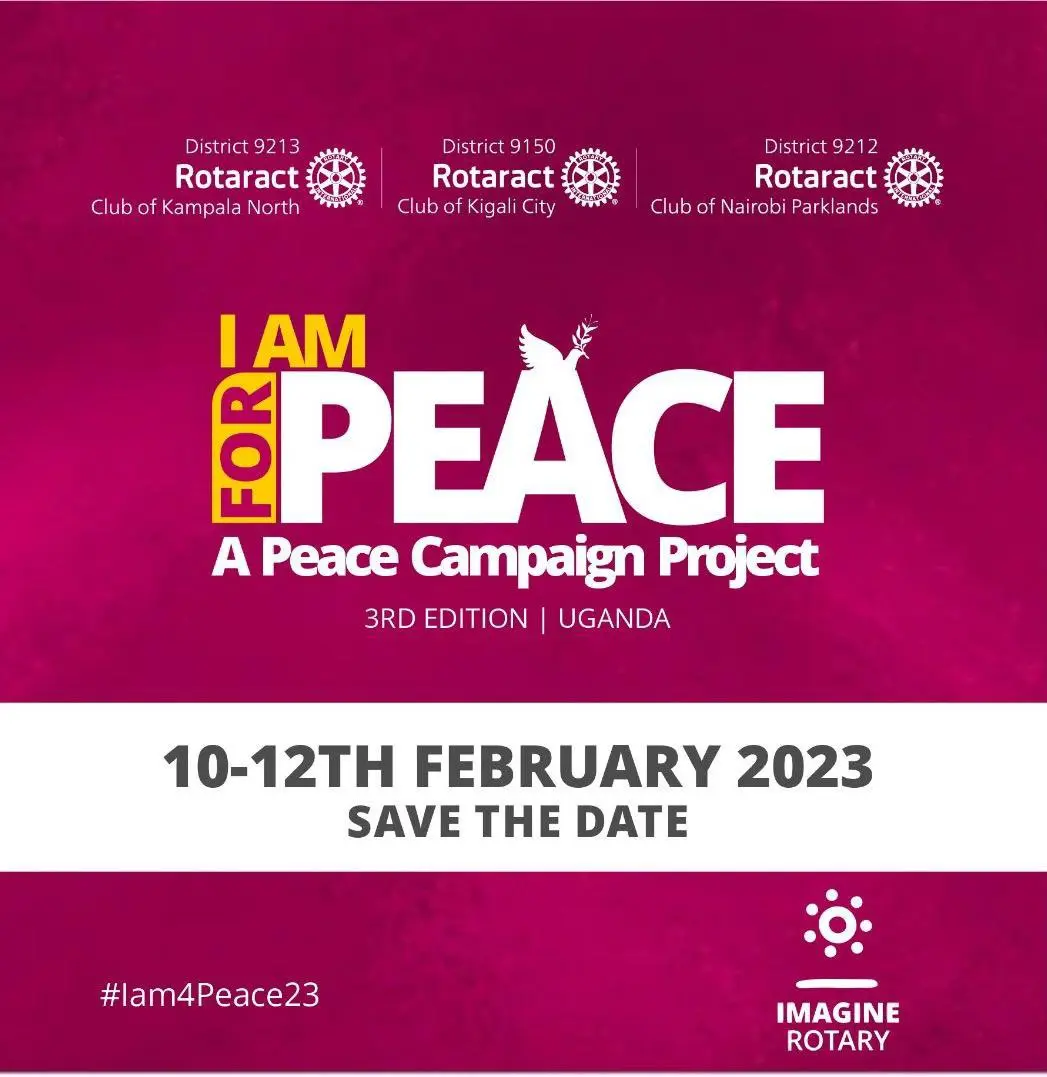 District 9213
Rotaract
Club of Kampala North
District 9150
Rotaract
Club of Kigali City
District 9212
Rotaract
Club of Nairobi Parklands
I AM
FOR PEACE
A Peace Campaign Project
3RD EDITION | UGANDA
10-12TH FEBRUARY 2023
SAVE THE DATE
#Iam4Peace23
IMAGINE
ROTARY